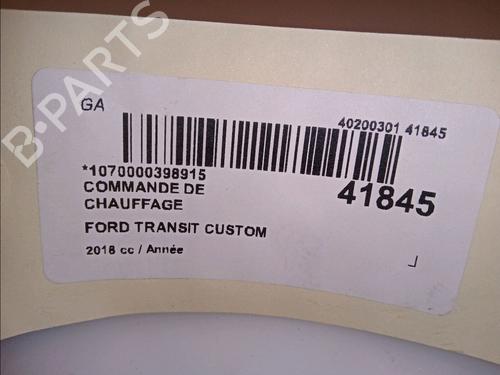 GA
40200301 41845
*1070000398915
COMMANDE DE
CHAUFFAGE
41845
FORD TRANSIT CUSTOM
2018 cc / Année
B-PARTS